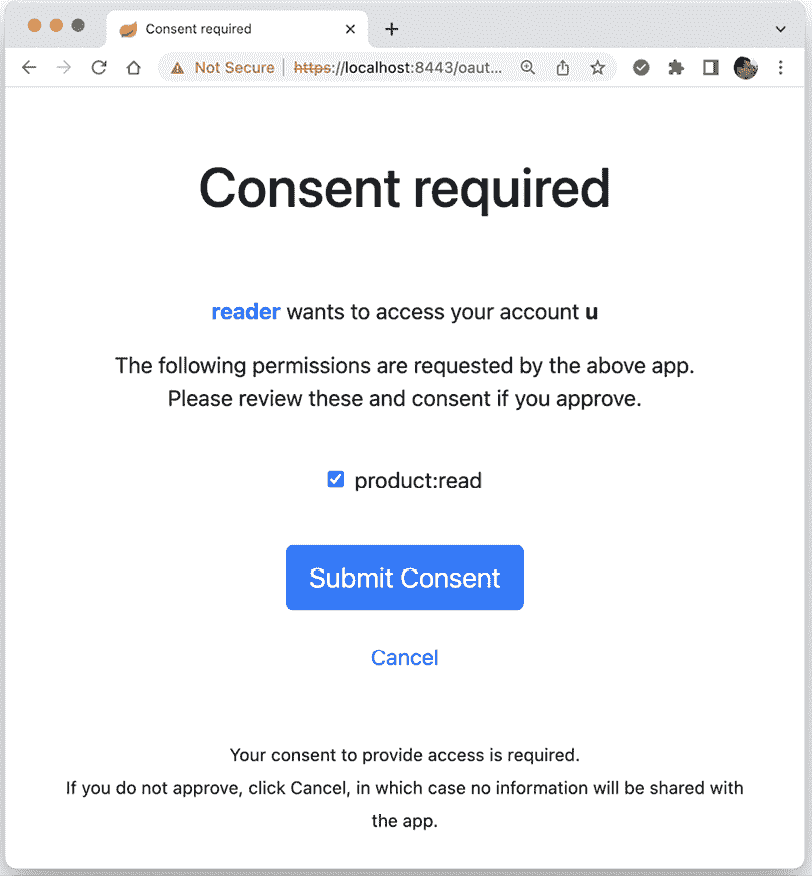 Consent required
Not Secure https://localhost:8443/oaut...
Consent required
reader wants to access your account u
The following permissions are requested by the above app.
Please review these and consent if you approve.
product:read
Submit Consent
Cancel
Your consent to provide access is required.
If you do not approve, click Cancel, in which case no information will be shared with
the app.